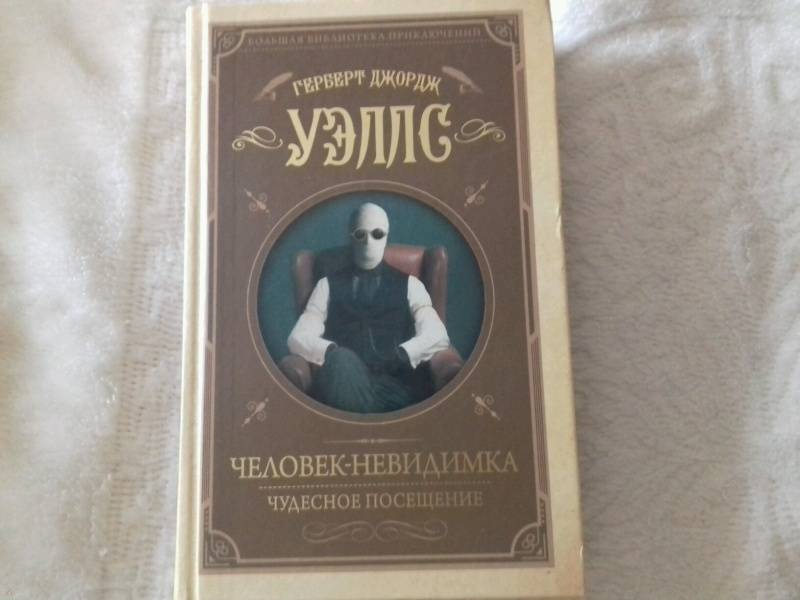 БОЛЬШАЯ БИБЛИОТЕКА ПРИКЛЮЧЕНИЙ
ГЕРБЕРТ ДЖОРДЖ
УЭЛЛС
ЧЕЛОВЕК-НЕВИДИМКА
ЧУДЕСНОЕ ПОСЕЩЕНИЕ